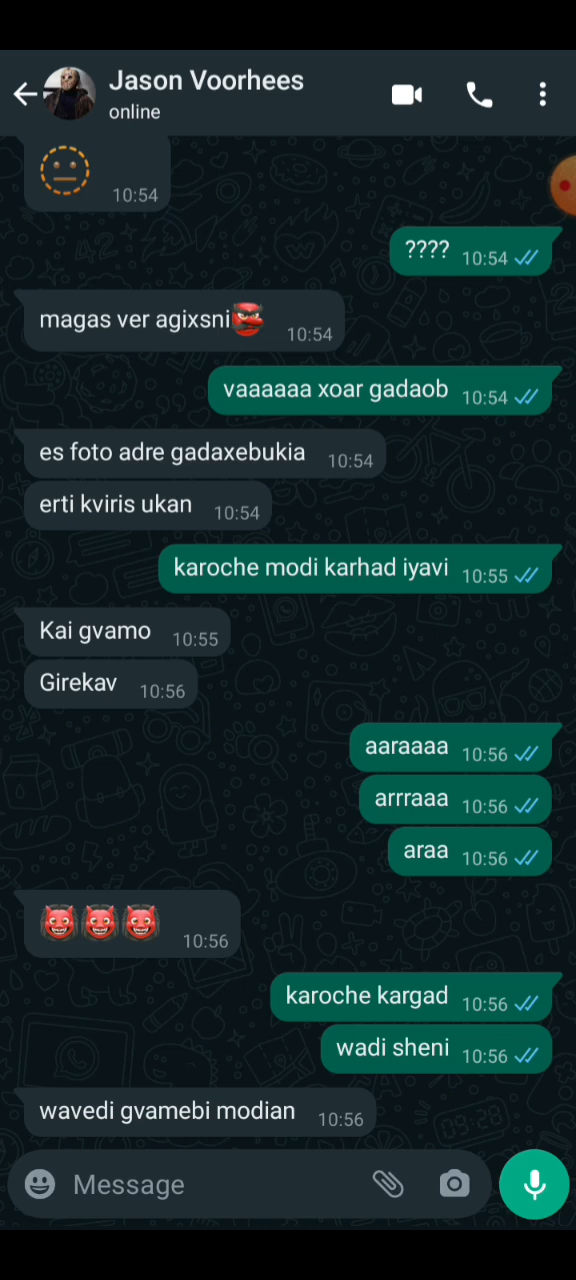 Jason Voorhees
online
10:54
???? 10:54
magas ver agixsni👺 10:54
vaaaaaa xoar gadaob 10:54
es foto adre gadaxebukia 10:54
erti kviris ukan 10:54
karoche modi karhad iyavi 10:55
Kai gvamo 10:55
Girekav 10:56
aaraaaa 10:56
arrraaa 10:56
araa 10:56
👹👹👹 10:56
karoche kargad 10:56
wadi sheni 10:56
wavedi gvamebi modian 10:56
Message